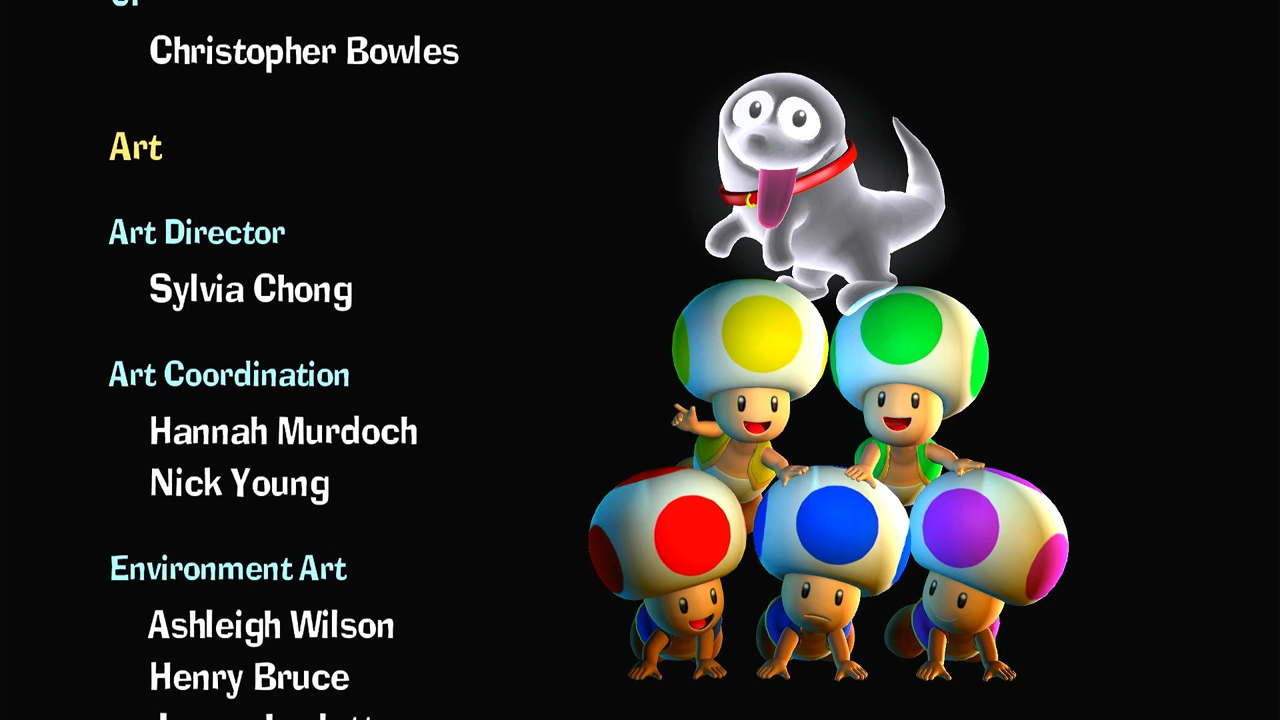 Christopher Bowles
Art
Art Director
Sylvia Chong
Art Coordination
Hannah Murdoch
Nick Young
Environment Art
Ashleigh Wilson
Henry Bruce